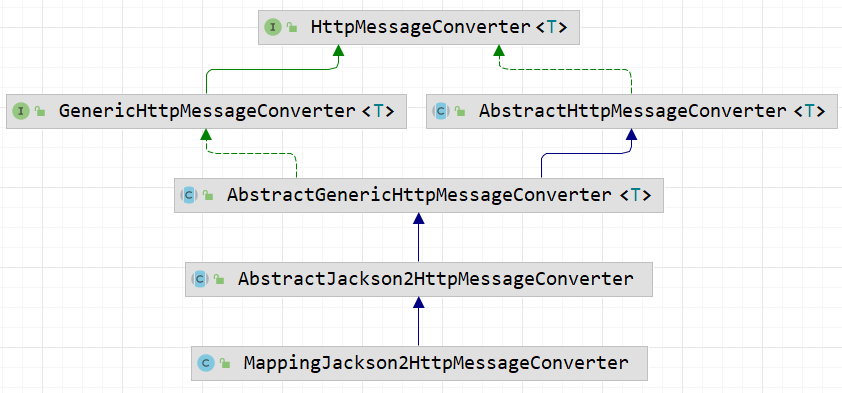 I HttpMessageConverter <T>
I GenericHttpMessageConverter <T>
C AbstractHttpMessageConverter <T>
C AbstractGenericHttpMessageConverter <T>
C AbstractJackson2HttpMessageConverter
C MappingJackson2HttpMessageConverter